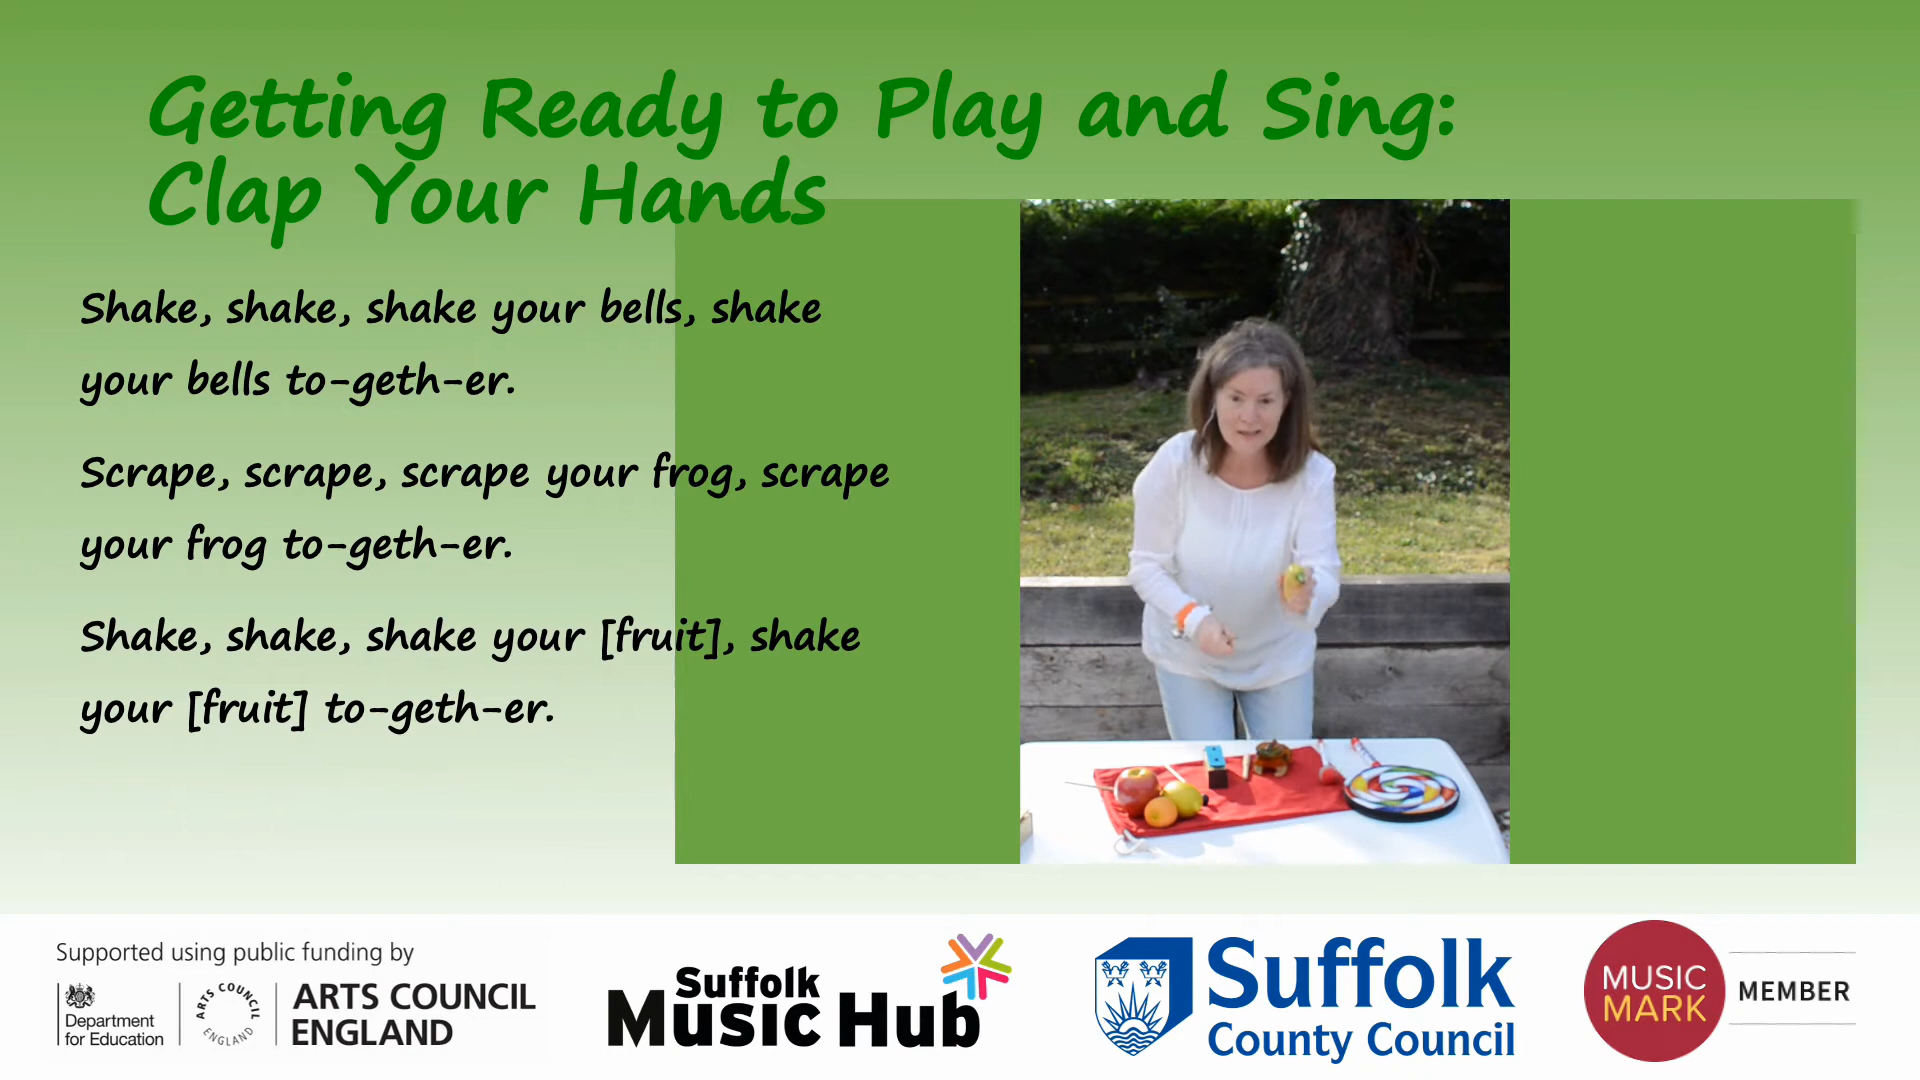 Getting Ready to Play and Sing:
Clap Your Hands
Shake, shake, shake your bells, shake
your bells to-geth-er.
Scrape, scrape, scrape your frog, scrape
your frog to-geth-er.
Shake, shake, shake your [fruit], shake
your [fruit] to-geth-er.
Supported using public funding by
Department
for Education
ARTS COUNCIL
ENGLAND
ARTS COUNCIL
ENGLAND
Suffolk
Music Hub
Suffolk
County Council
MUSIC
MARK
MEMBER